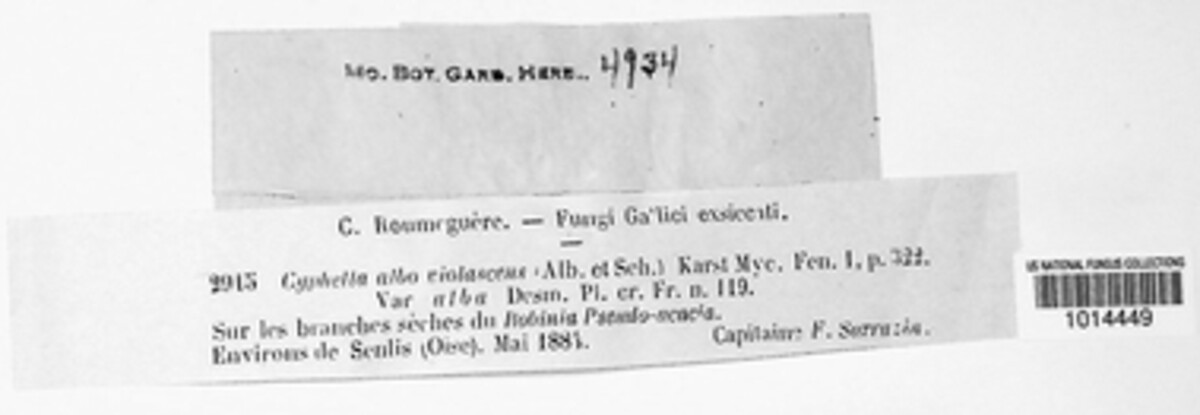 MO. BOT. GARD. HERB.. 4934
C. Roumeguère. — Fungi Gallici exsiccati.
—
2915 Cyphella albo violascens (Alb. et Sch.) Karst Myc. Fen. I, p. 322.
Var alba Desm. Pl. cr. Fr. n. 119.
Sur les branches sèches du Robinia Pseudo-acacia.
Environs de Senlis (Oise). Mai 1884. Capitaine F. Sarrazin.
US NATIONAL FUNGUS COLLECTIONS
1014449